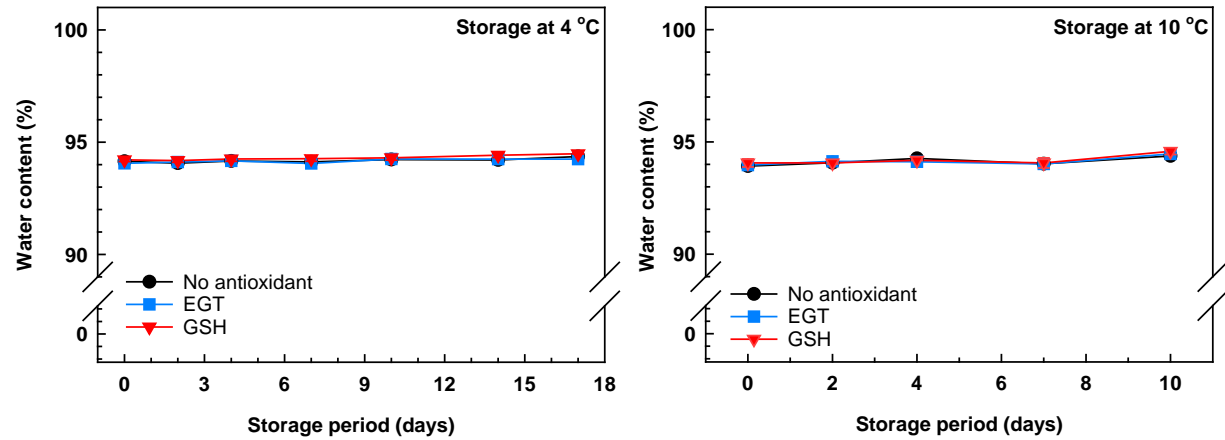 Storage at 4 °C
Water content (%)
100
95
90
0
No antioxidant
EGT
GSH
0 3 6 9 12 15 18
Storage period (days)
Storage at 10 °C
Water content (%)
100
95
90
0
No antioxidant
EGT
GSH
0 2 4 6 8 10
Storage period (days)